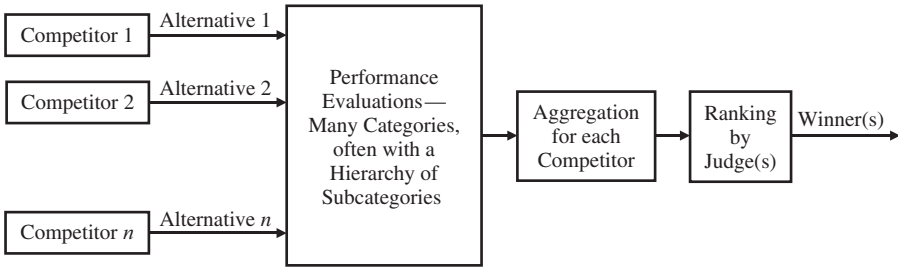 Competitor 1
Alternative 1
Competitor 2
Alternative 2
Competitor n
Alternative n
Performance
Evaluations—
Many Categories,
often with a
Hierarchy of
Subcategories
Aggregation
for each
Competitor
Ranking
by
Judge(s)
Winner(s)